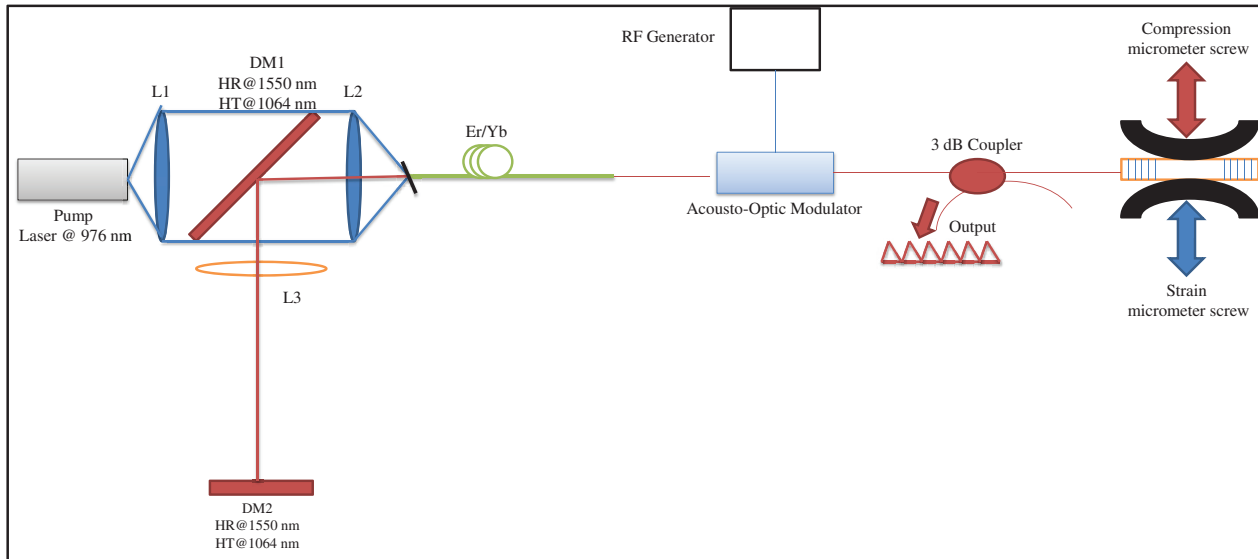 RF Generator
Compression
micrometer screw
DM1
HR@1550 nm
HT@1064 nm
L1
L2
Er/Yb
3 dB Coupler
Pump
Laser @ 976 nm
Acousto-Optic Modulator
Output
L3
Strain
micrometer screw
DM2
HR@1550 nm
HT@1064 nm